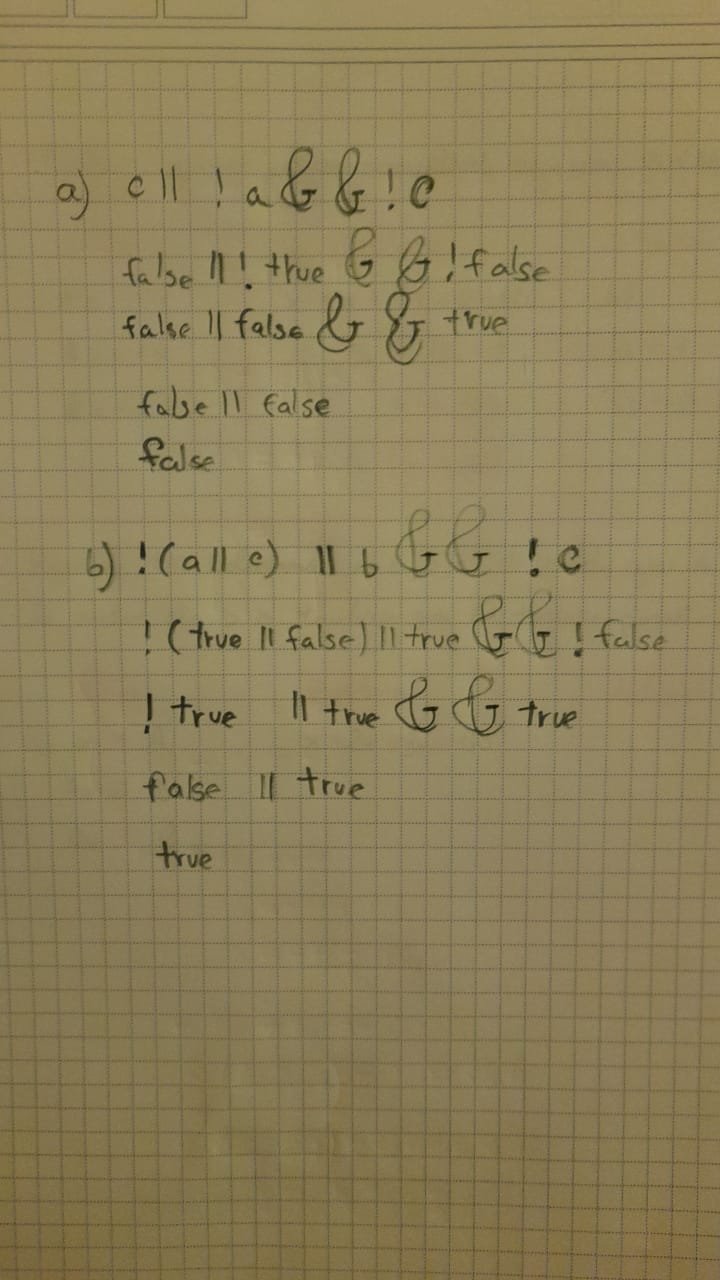 a) c || ! a && ! c
false || ! true && ! false
false || false && true
false || false
false
b) ! (a || c) || b && ! c
! (true || false) || true && ! false
! true || true && true
false || true
true